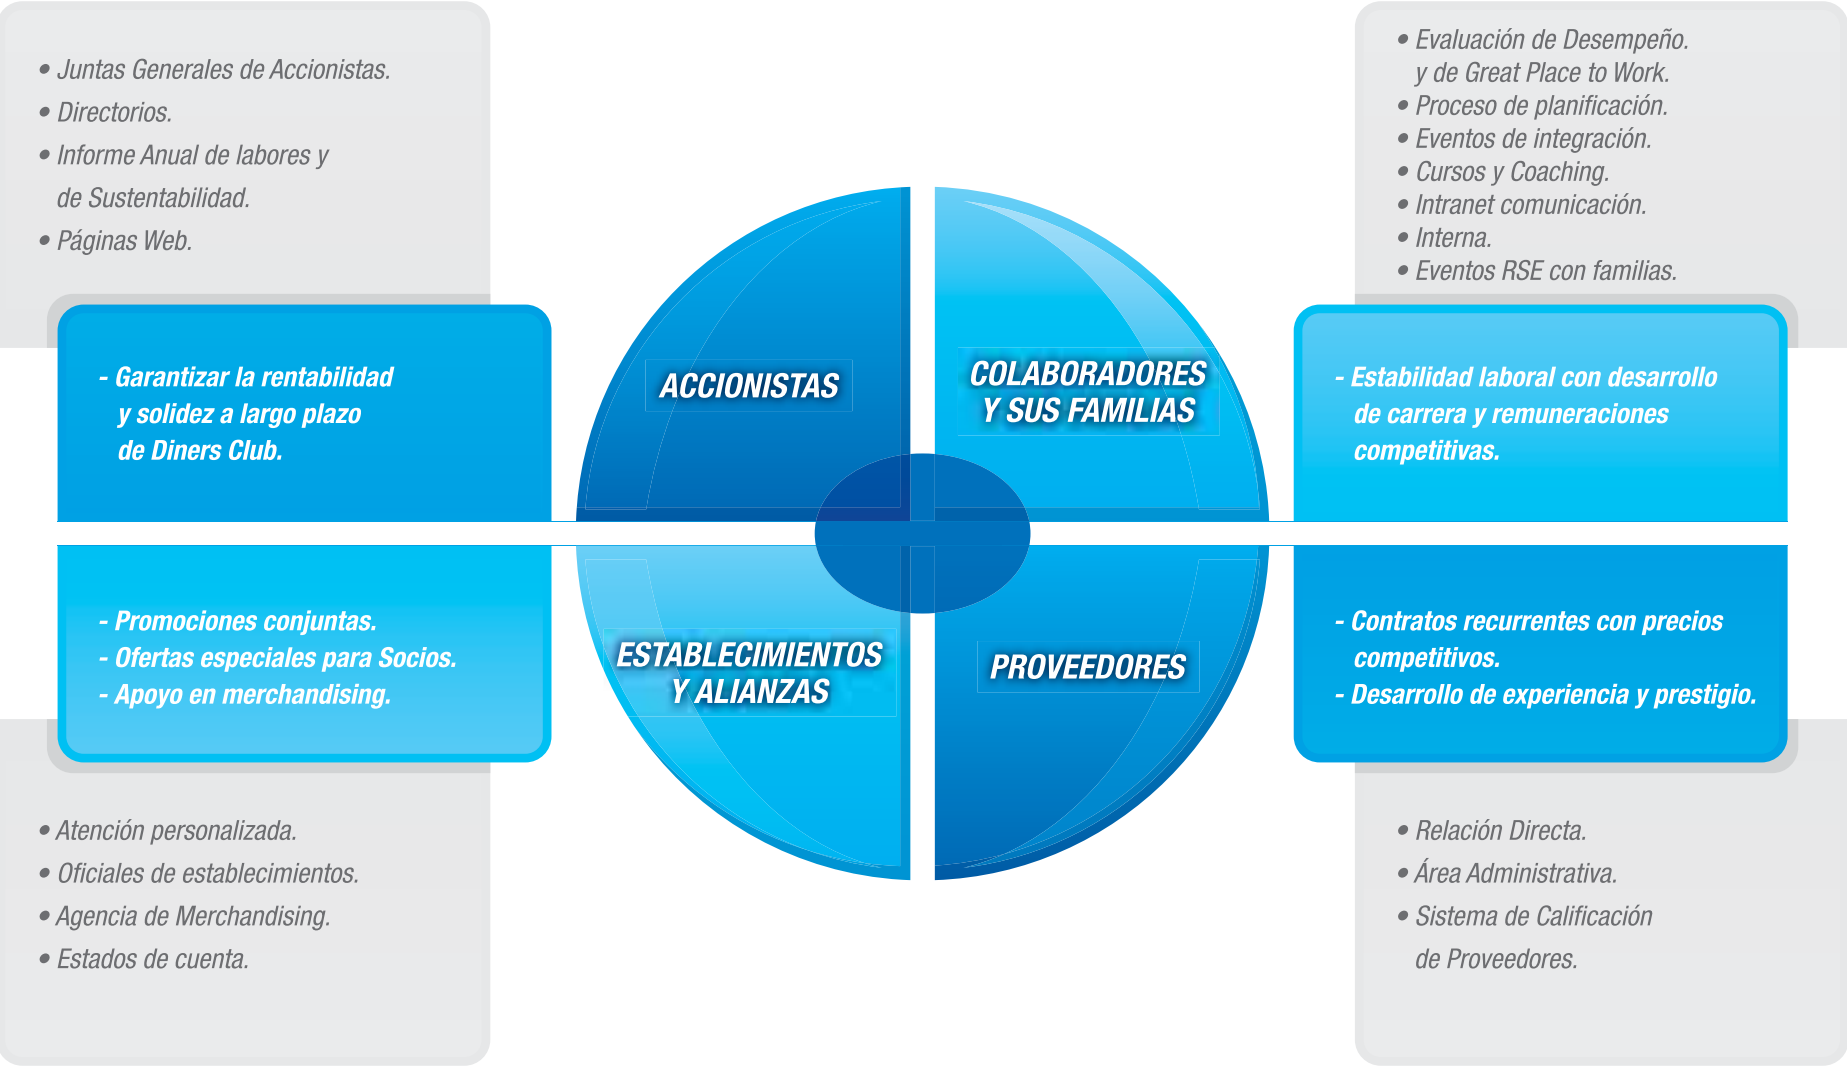 • Juntas Generales de Accionistas.
• Directorios.
• Informe Anual de labores y
de Sustentabilidad.
• Páginas Web.
- Garantizar la rentabilidad
y solidez a largo plazo
de Diners Club.
ACCIONISTAS
• Evaluación de Desempeño.
y de Great Place to Work.
• Proceso de planificación.
• Eventos de integración.
• Cursos y Coaching.
• Intranet comunicación.
• Interna.
• Eventos RSE con familias.
COLABORADORES
Y SUS FAMILIAS
- Estabilidad laboral con desarrollo
de carrera y remuneraciones
competitivas.
- Promociones conjuntas.
- Ofertas especiales para Socios.
- Apoyo en merchandising.
ESTABLECIMIENTOS
Y ALIANZAS
• Atención personalizada.
• Oficiales de establecimientos.
• Agencia de Merchandising.
• Estados de cuenta.
PROVEEDORES
- Contratos recurrentes con precios
competitivos.
- Desarrollo de experiencia y prestigio.
• Relación Directa.
• Área Administrativa.
• Sistema de Calificación
de Proveedores.